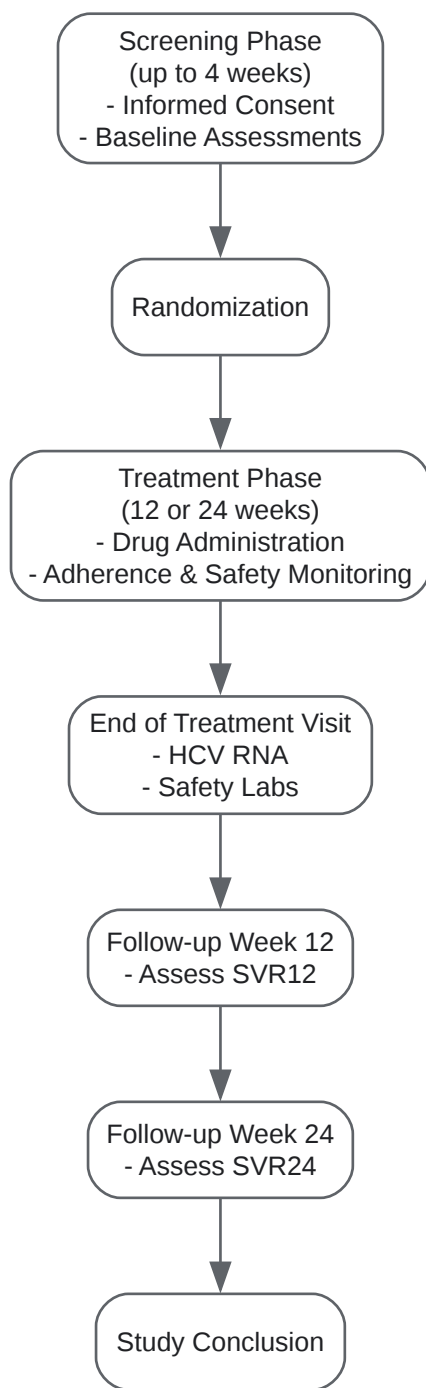 Screening Phase
(up to 4 weeks)
- Informed Consent
- Baseline Assessments
Randomization
Treatment Phase
(12 or 24 weeks)
- Drug Administration
- Adherence & Safety Monitoring
End of Treatment Visit
- HCV RNA
- Safety Labs
Follow-up Week 12
- Assess SVR12
Follow-up Week 24
- Assess SVR24
Study Conclusion